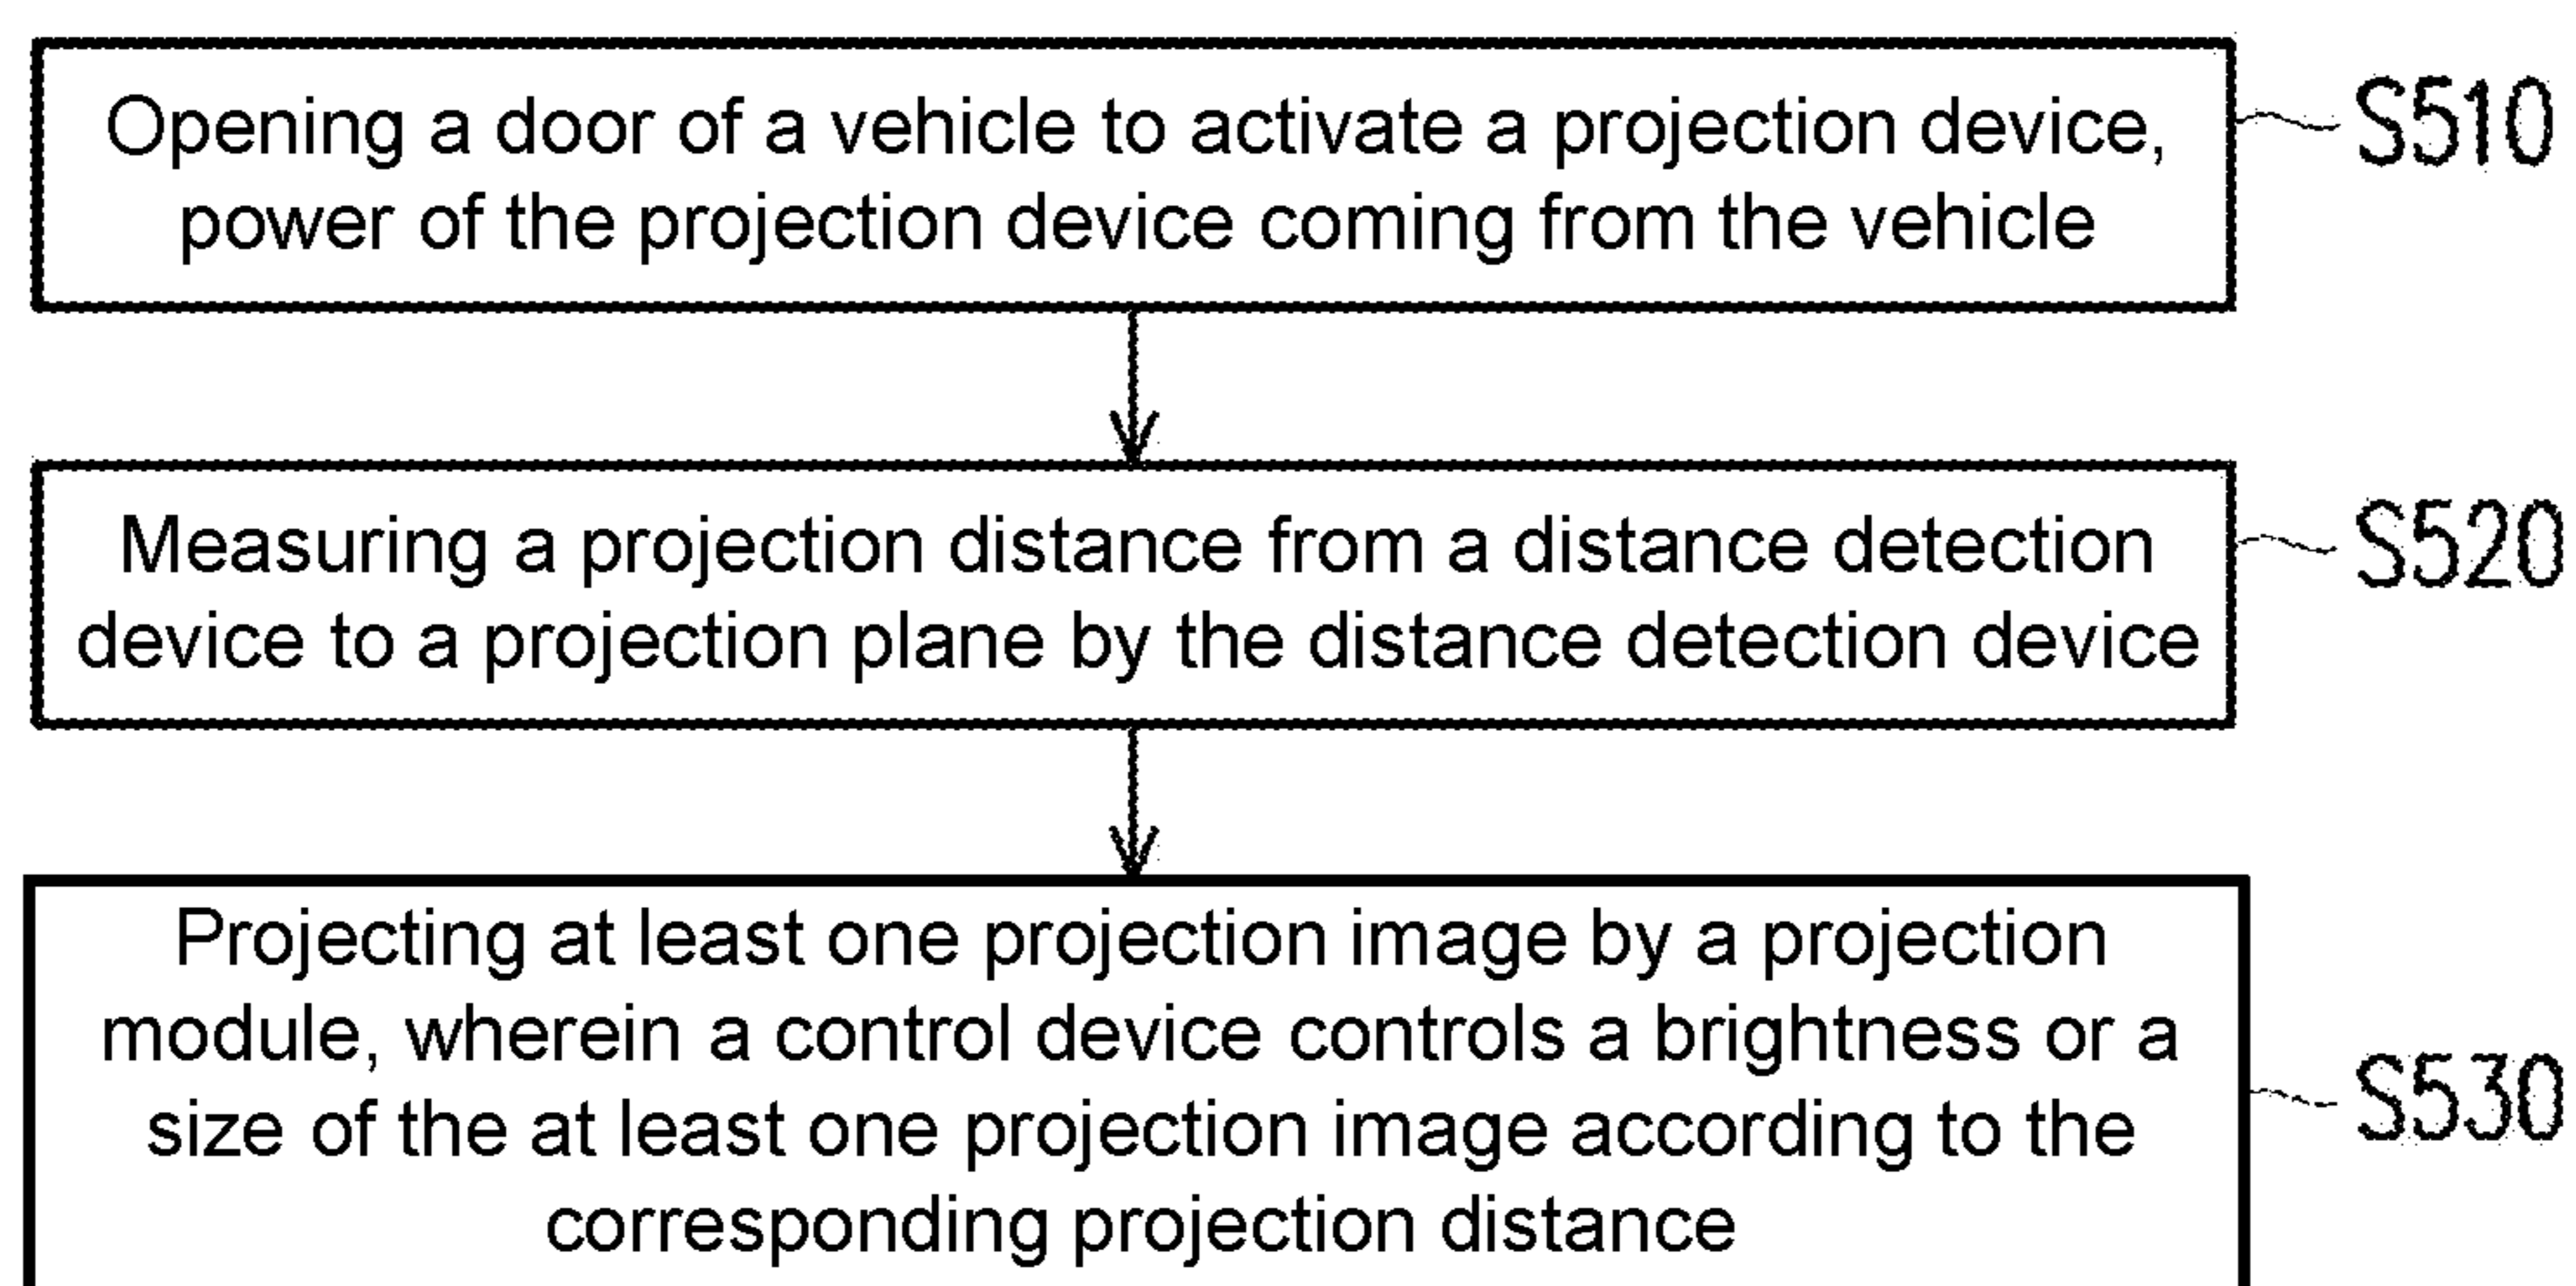 Opening a door of a vehicle to activate a projection device,
power of the projection device coming from the vehicle
S510
Measuring a projection distance from a distance detection
device to a projection plane by the distance detection device
S520
Projecting at least one projection image by a projection
module, wherein a control device controls a brightness or a
size of the at least one projection image according to the
corresponding projection distance
S530